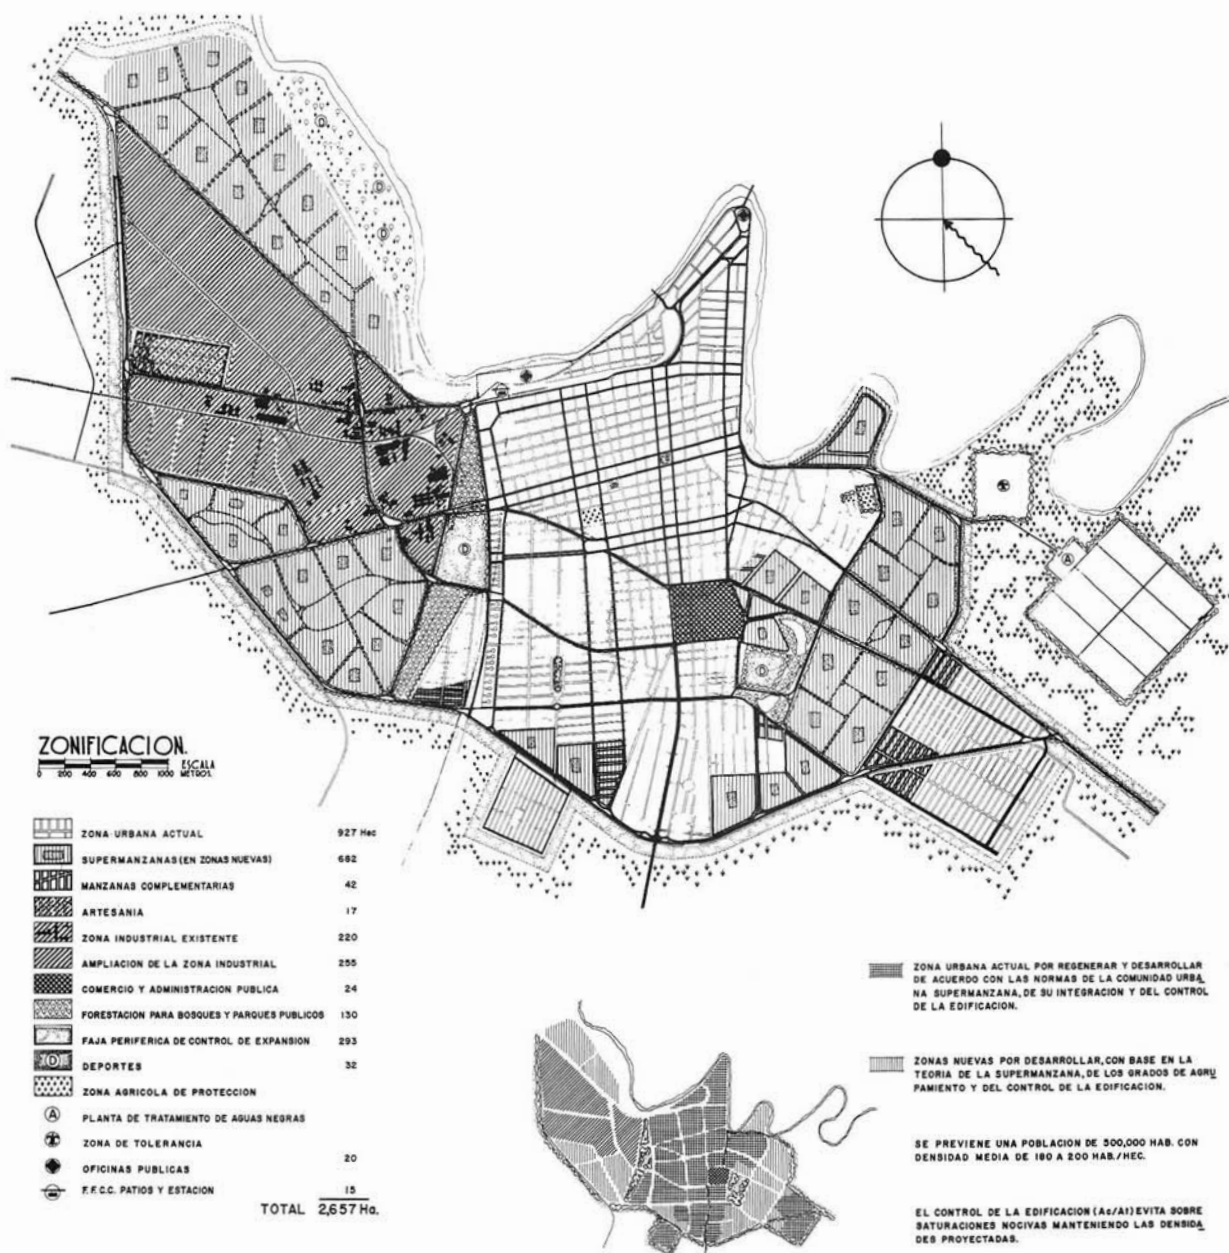 ZONIFICACION.
0 200 400 600 800 1000 ESCALA METROS.
ZONA URBANA ACTUAL 927 Hec
SUPERMANZANAS (EN ZONAS NUEVAS) 682
MANZANAS COMPLEMENTARIAS 42
ARTESANIA 17
ZONA INDUSTRIAL EXISTENTE 220
AMPLIACION DE LA ZONA INDUSTRIAL 255
COMERCIO Y ADMINISTRACION PUBLICA 24
FORESTACION PARA BOSQUES Y PARQUES PUBLICOS 130
FAJA PERIFERICA DE CONTROL DE EXPANSION 293
D DEPORTES 32
ZONA AGRICOLA DE PROTECCION
A PLANTA DE TRATAMIENTO DE AGUAS NEGRAS
ZONA DE TOLERANCIA
OFICINAS PUBLICAS 20
F.F.C.C. PATIOS Y ESTACION 15
TOTAL 2,657 Ha.
ZONA URBANA ACTUAL POR REGENERAR Y DESARROLLAR
DE ACUERDO CON LAS NORMAS DE LA COMUNIDAD URBA
NA SUPERMANZANA, DE SU INTEGRACION Y DEL CONTROL
DE LA EDIFICACION.
ZONAS NUEVAS POR DESARROLLAR, CON BASE EN LA
TEORIA DE LA SUPERMANZANA, DE LOS GRADOS DE AGRU
PAMIENTO Y DEL CONTROL DE LA EDIFICACION.
SE PREVIENE UNA POBLACION DE 500,000 HAB. CON
DENSIDAD MEDIA DE 180 A 200 HAB./HEC.
EL CONTROL DE LA EDIFICACION (Ac/At) EVITA SOBRE
SATURACIONES NOCIVAS MANTENIENDO LAS DENSIDA
DES PROYECTADAS.
D
D
D
D
D
A